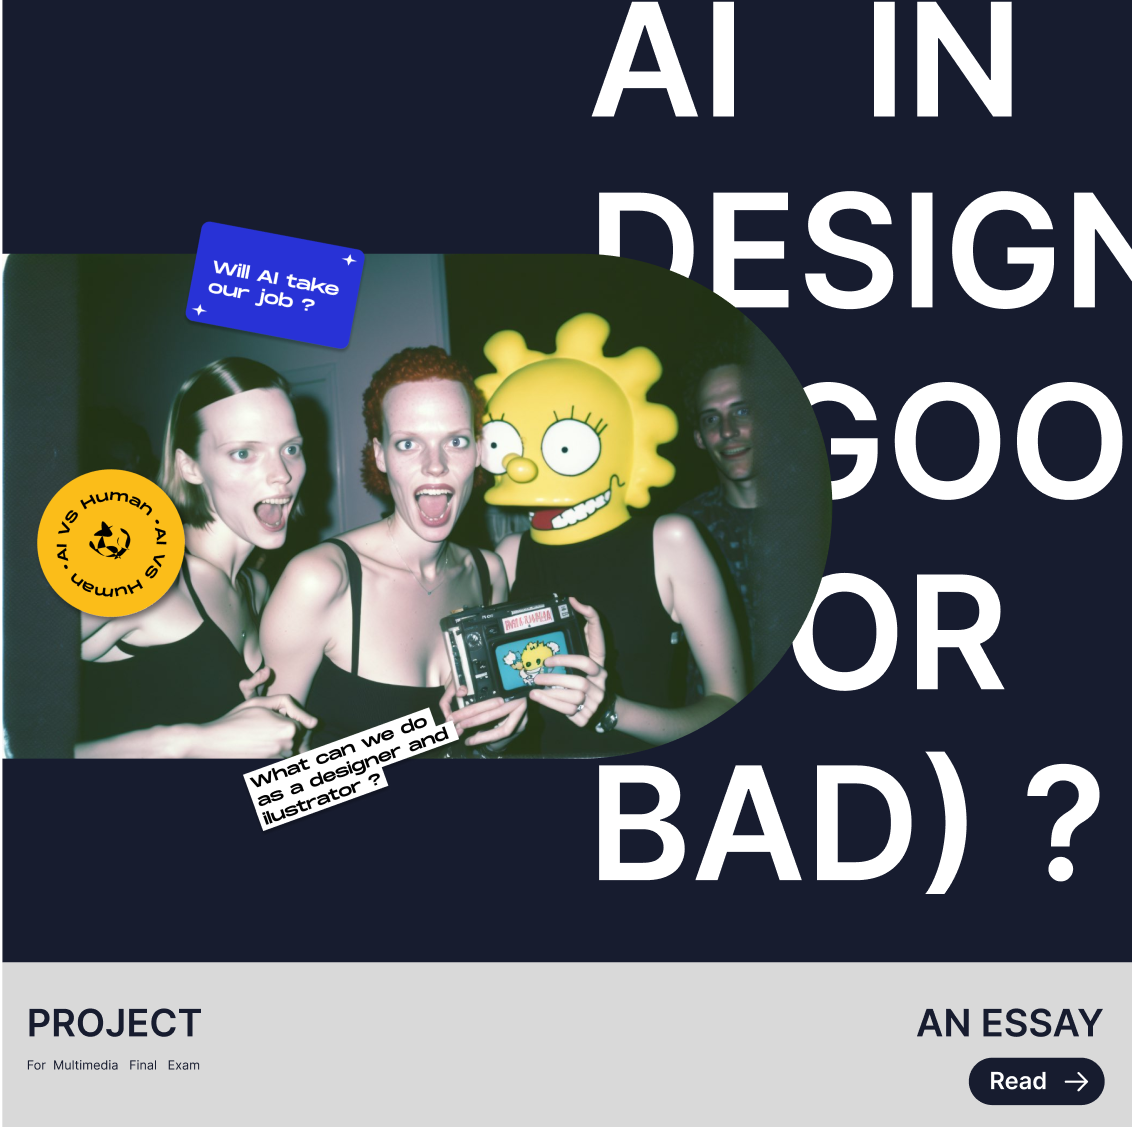 AI IN
DESIGN
GOO
OR
BAD) ?
Will AI take
our job ?
AI VS Human • AI VS Human •
What can we do
as a designer and
ilustrator ?
PROJECT
For Multimedia Final Exam
AN ESSAY
Read